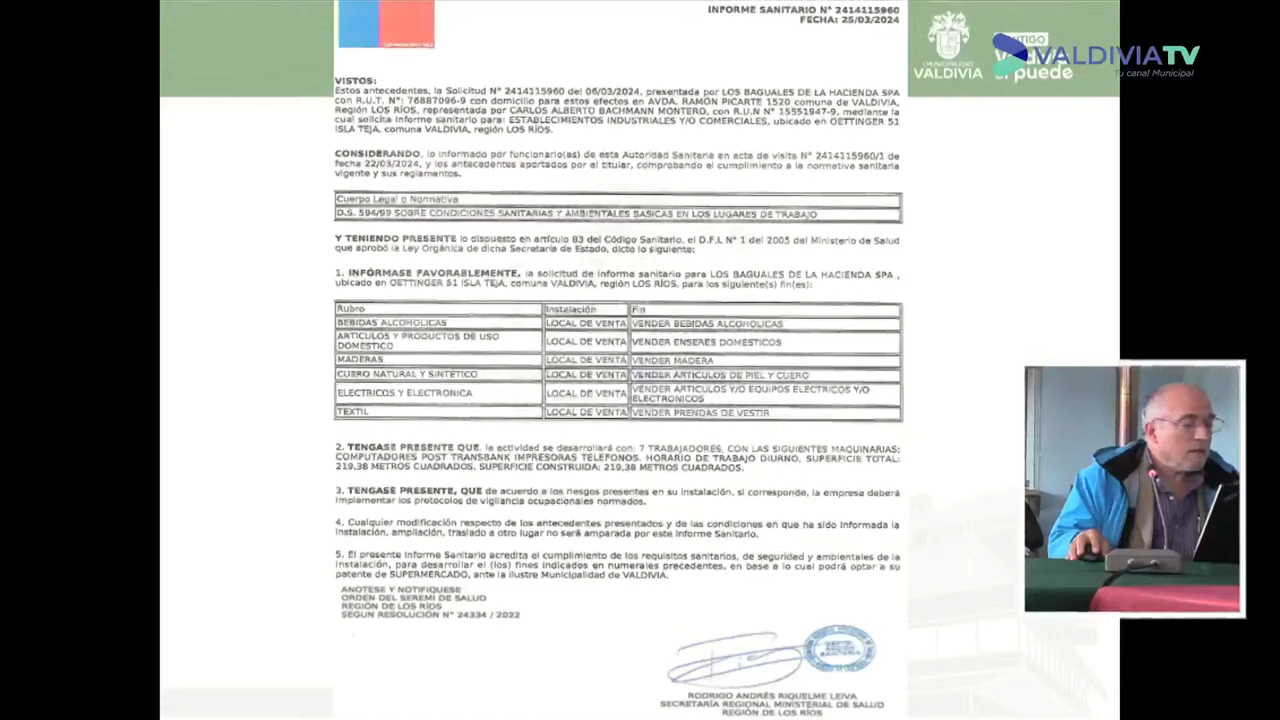 INFORME SANITARIO N° 2414115960
FECHA: 25/03/2024
I. MUNICIPALIDAD
VALDIVIA
VALDIVIATV
Tu canal Municipal
puede
VISTOS:
Estos antecedentes, la Solicitud N° 2414115960 del 06/03/2024, presentada por LOS BAGUALES DE LA HACIENDA SPA
con R.U.T. N°: 76887096-9 con domicilio para estos efectos en AVDA. RAMÓN PICARTE 1520 comuna de VALDIVIA,
Región LOS RÍOS, representada por CARLOS ALBERTO BACHMANN MONTERO, con R.U.N N° 15551947-9, mediante la
cual solicita Informe sanitario para: ESTABLECIMIENTOS INDUSTRIALES Y/O COMERCIALES, ubicado en OETTINGER 51
ISLA TEJA, comuna VALDIVIA, región LOS RÍOS.
CONSIDERANDO, lo informado por funcionario(as) de esta Autoridad Sanitaria en acta de visita N° 2414115960/1 de
fecha 22/03/2024, y los antecedentes aportados por el titular, comprobando el cumplimiento a la normativa sanitaria
vigente y sus reglamentos.
Cuerpo Legal o Normativa
D.S. 594/99 SOBRE CONDICIONES SANITARIAS Y AMBIENTALES BASICAS EN LOS LUGARES DE TRABAJO
Y TENIENDO PRESENTE lo dispuesto en artículo 83 del Código Sanitario, el D.F.L N° 1 del 2005 del Ministerio de Salud
que aprobó la Ley Orgánica de dicha Secretaría de Estado, dicto lo siguiente:
1. INFÓRMASE FAVORABLEMENTE, la solicitud de informe sanitario para LOS BAGUALES DE LA HACIENDA SPA ,
ubicado en OETTINGER 51 ISLA TEJA, comuna VALDIVIA, región LOS RÍOS, para los siguiente(s) fin(es):
Rubro Instalación Fin
BEBIDAS ALCOHOLICAS LOCAL DE VENTA VENDER BEBIDAS ALCOHOLICAS
ARTICULOS Y PRODUCTOS DE USO
DOMESTICO LOCAL DE VENTA VENDER ENSERES DOMESTICOS
MADERAS LOCAL DE VENTA VENDER MADERA
CUERO NATURAL Y SINTÉTICO LOCAL DE VENTA VENDER ARTICULOS DE PIEL Y CUERO
ELECTRICOS Y ELECTRONICA LOCAL DE VENTA VENDER ARTICULOS Y/O EQUIPOS ELECTRICOS Y/O
ELECTRONICOS
TEXTIL LOCAL DE VENTA VENDER PRENDAS DE VESTIR
2. TENGASE PRESENTE QUE, la actividad se desarrollará con: 7 TRABAJADORES, CON LAS SIGUIENTES MAQUINARIAS;
COMPUTADORES POST TRANSBANK IMPRESORAS TELEFONOS. HORARIO DE TRABAJO DIURNO, SUPERFICIE TOTAL:
219,38 METROS CUADRADOS, SUPERFICIE CONSTRUIDA: 219,38 METROS CUADRADOS.
3. TENGASE PRESENTE, QUE de acuerdo a los riesgos presentes en su instalación, si corresponde, la empresa deberá
implementar los protocolos de vigilancia ocupacionales normados.
4. Cualquier modificación respecto de los antecedentes presentados y de las condiciones en que ha sido informada la
instalación, ampliación, traslado a otro lugar no será amparada por este Informe Sanitario.
5. El presente Informe Sanitario acredita el cumplimiento de los requisitos sanitarios, de seguridad y ambientales de la
instalación, para desarrollar el (los) fines indicados en numerales precedentes, en base a lo cual podrá optar a su
patente de SUPERMERCADO, ante la Ilustre Municipalidad de VALDIVIA.
ANOTESE Y NOTIFIQUESE
ORDEN DEL SEREMI DE SALUD
REGIÓN DE LOS RÍOS
SEGUN RESOLUCIÓN N° 24334 / 2022
RODRIGO ANDRÉS RIQUELME LEIVA
SECRETARÍA REGIONAL MINISTERIAL DE SALUD
REGIÓN DE LOS RÍOS